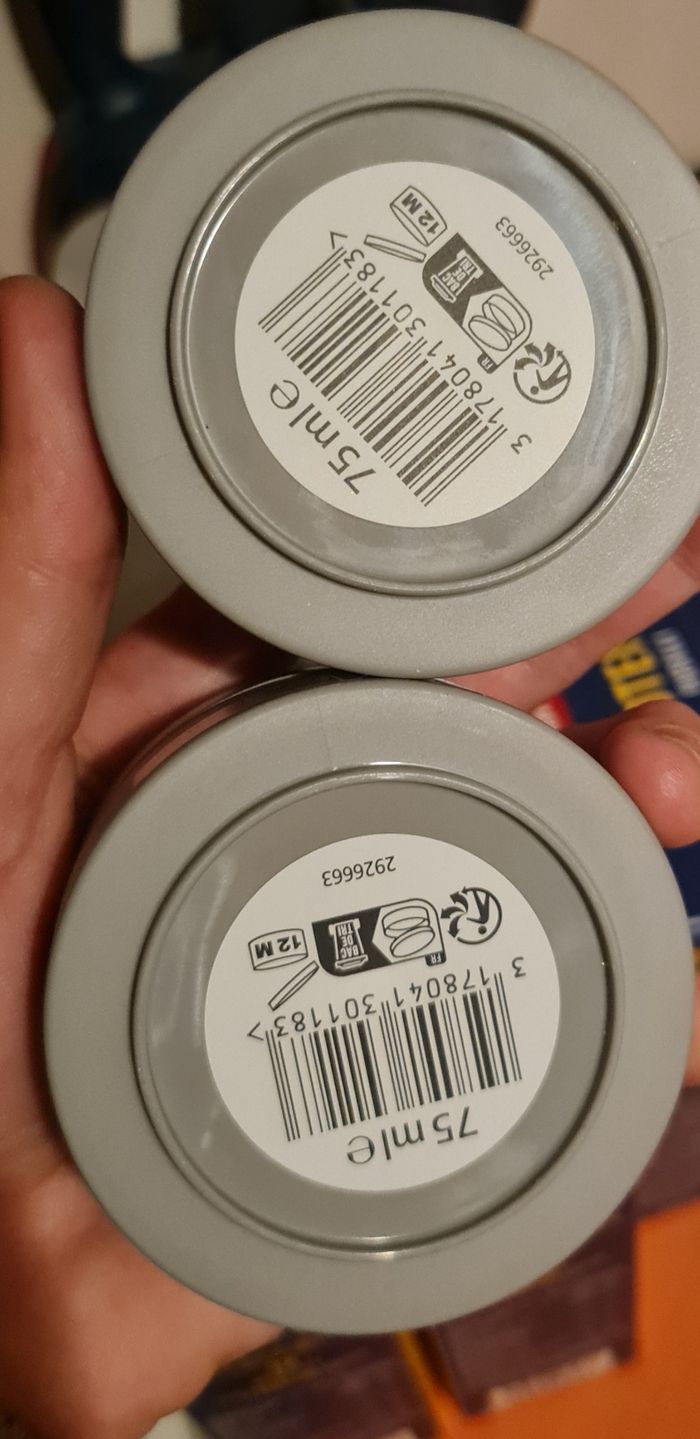 2926663
12 M
BAC
DE
TRI
FR
3 178041 301183 >
75 ml e
2926663
12 M
BAC
DE
TRI
FR
3 178041 301183 >
75 ml e